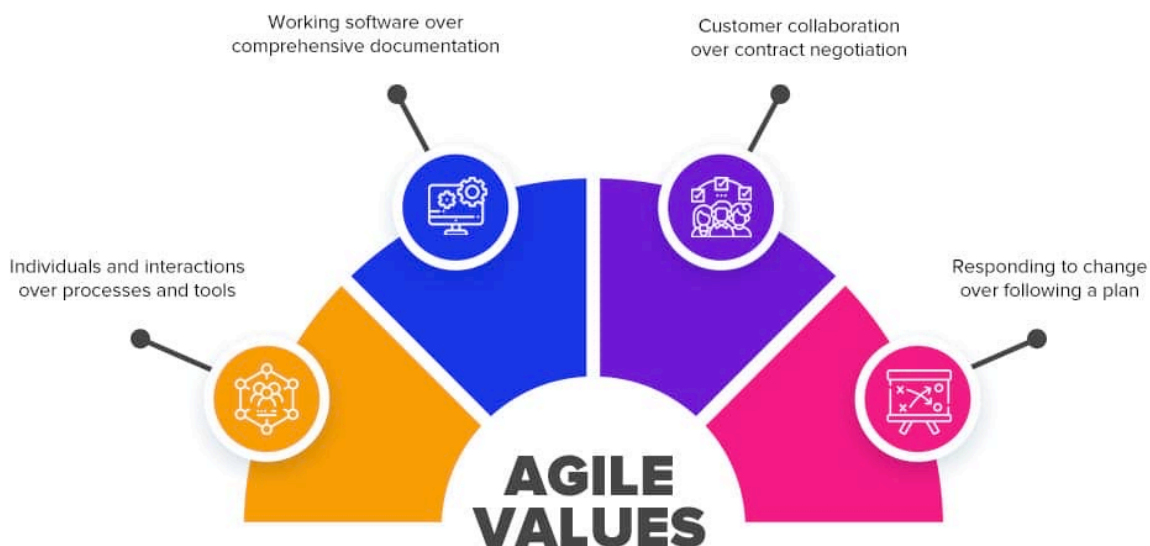 Working software over
comprehensive documentation
Customer collaboration
over contract negotiation
Individuals and interactions
over processes and tools
Responding to change
over following a plan
AGILE
VALUES